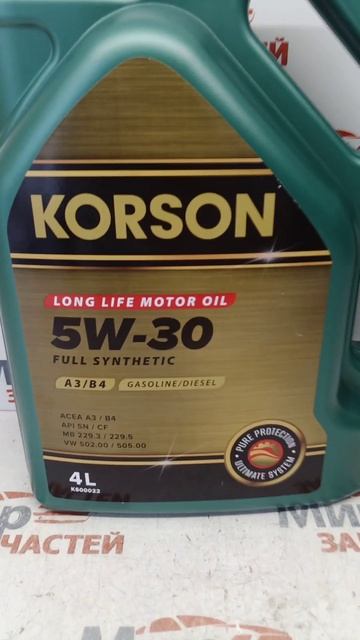 KORSON
LONG LIFE MOTOR OIL
5W-30
FULL SYNTHETIC
A3/B4 GASOLINE/DIESEL
ACEA A3 / B4
API SN / CF
MB 229.3 / 229.5
VW 502.00 / 505.00
• PURE PROTECTION •
ULTIMATE SYSTEM
4L
KS00033
ЧАСТЕЙ